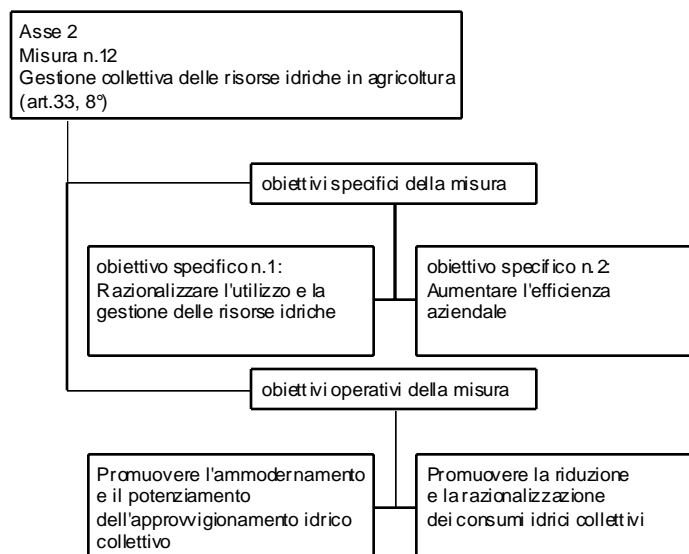 Asse 2
Misura n.12
Gestione collettiva delle risorse idriche in agricoltura
(art.33, 8°)
obiettivi specifici della misura
obiettivo specifico n.1:
Razionalizzare l'utilizzo e la
gestione delle risorse idriche
obiettivo specifico n.2:
Aumentare l'efficienza
aziendale
obiettivi operativi della misura
Promuovere l'ammodernamento
e il potenziamento
dell'approvvigionamento idrico
collettivo
Promuovere la riduzione
e la razionalizzazione
dei consumi idrici collettivi